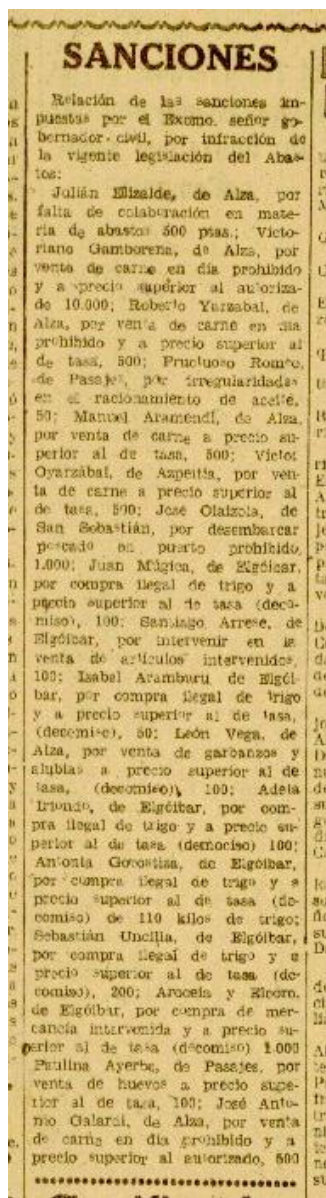 SANCIONES
Relación de las sanciones im-
puestas por el Excmo. señor go-
bernador civil, por infracción de
la vigente legislación del Abas-
tos:
Julián Elizalde, de Alza, por
falta de colaboración en mate-
ria de abastos 500 ptas.; Victo-
riano Gamborena, de Alza, por
venta de carne en día prohibido
y a precio superior al autoriza-
do 10.000; Roberto Yarzabal, de
Alza, por venta de carne en dia
prohibido y a precio superior al
de tasa, 500; Fructuoso Romeo,
de Pasajes, por irregularidades
en el racionamiento de aceite,
50; Manuel Aramendi, de Alza,
por venta de carne a precio su-
perior al de tasa, 500; Victor
Oyarzábal, de Azpeitia, por ven-
ta de carne a precio superior al
de tasa, 500; José Olaizola, de
San Sebastián, por desembarcar
pescado en puerto prohibido,
1.000; Juan Múgica, de Elgóibar,
por compra ilegal de trigo y a
precio superior al de tasa (deco-
miso), 100; Santiago Arrese, de
Elgóibar, por intervenir en la
venta de artículos intervenidos,
100; Isabel Aramburu, de Elgói-
bar, por compra ilegal de trigo
y a precio superior al de tasa,
(decomiso), 50; León Vega, de
Alza, por venta de garbanzos y
alubias a precio superior al de
tasa, (decomiso), 100; Adela
Iriondo, de Elgóibar, por com-
pra ilegal de trigo y a precio su-
perior al de tasa (demociso) 100;
Antonia Gorostiza, de Elgóibar,
por compra ilegal de trigo y a
precio superior al de tasa (de-
comiso) de 110 kilos de trigo;
Sebastián Uncilla, de Elgóibar,
por compra ilegal de trigo y a
precio superior al de tasa (de-
comiso), 200; y
de Elgóibar, por compra de mer-
cancía intervenida y a precio su-
perior al de tasa (decomiso) 1.000
Paulina Ayerbe, de Pasajes, por
venta de huevos a precio supe-
rior al de tasa, 100; José Anto-
nio Galardi, de Alza, por venta
de carne en día prohibido y a
precio superior al autorizado, 500